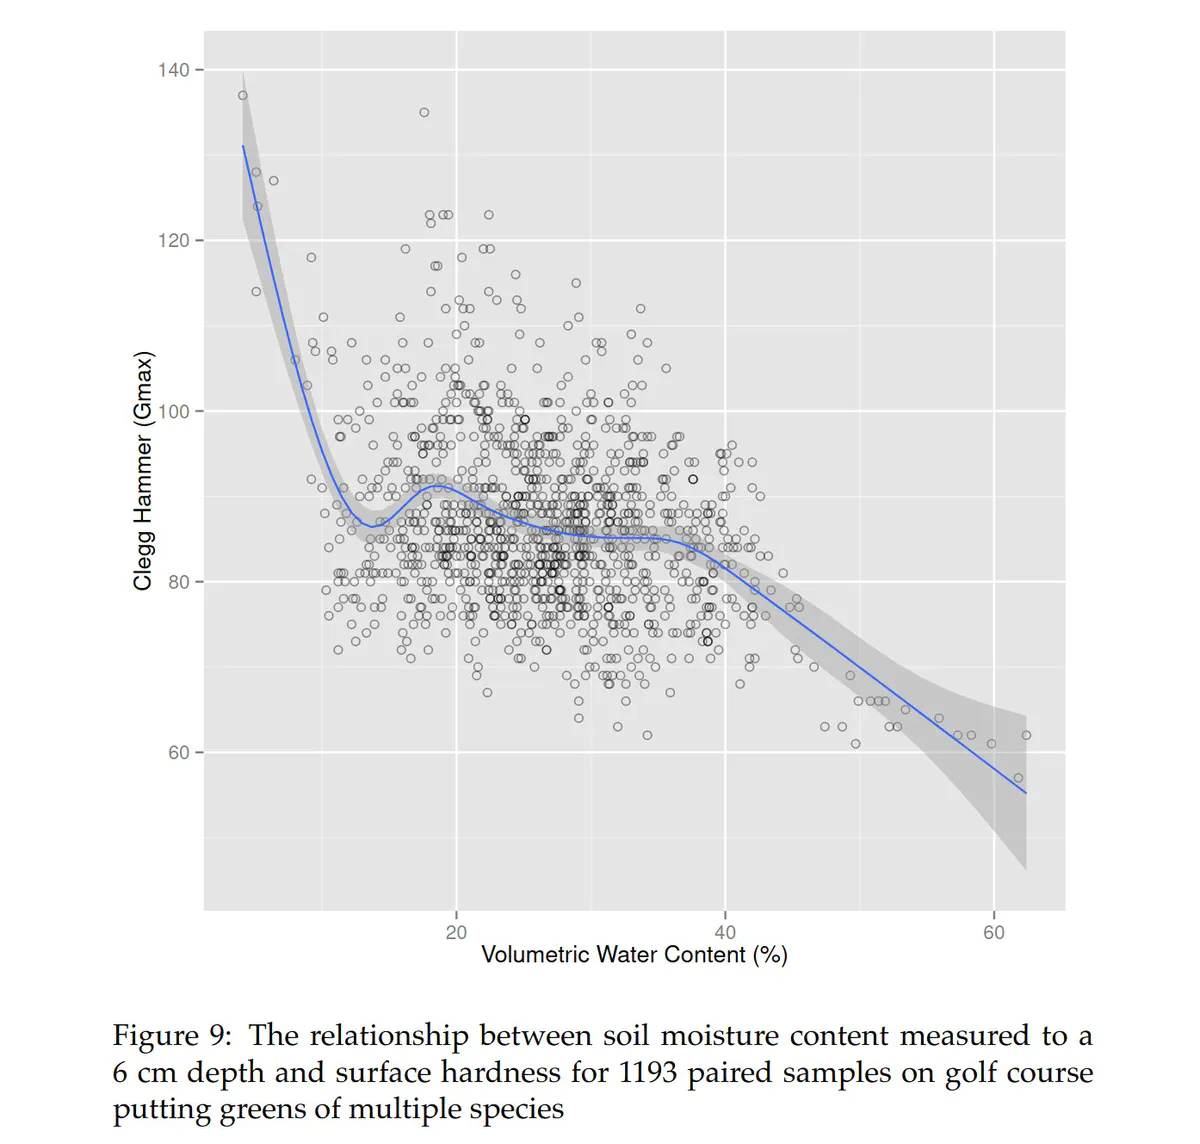 140
120
100
80
60
Clegg Hammer (Gmax)
20
40
60
Volumetric Water Content (%)
Figure 9: The relationship between soil moisture content measured to a
6 cm depth and surface hardness for 1193 paired samples on golf course
putting greens of multiple species